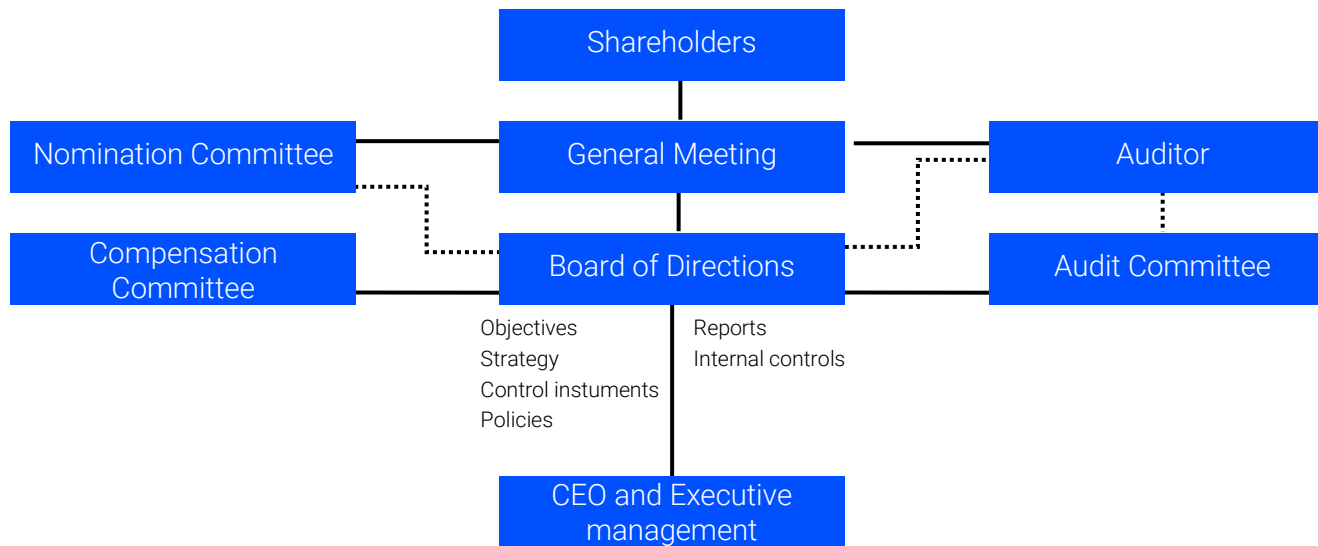 Shareholders
Nomination Committee
General Meeting
Auditor
Compensation
Committee
Board of Directions
Audit Committee
Objectives
Strategy
Control instuments
Policies
Reports
Internal controls
CEO and Executive
management